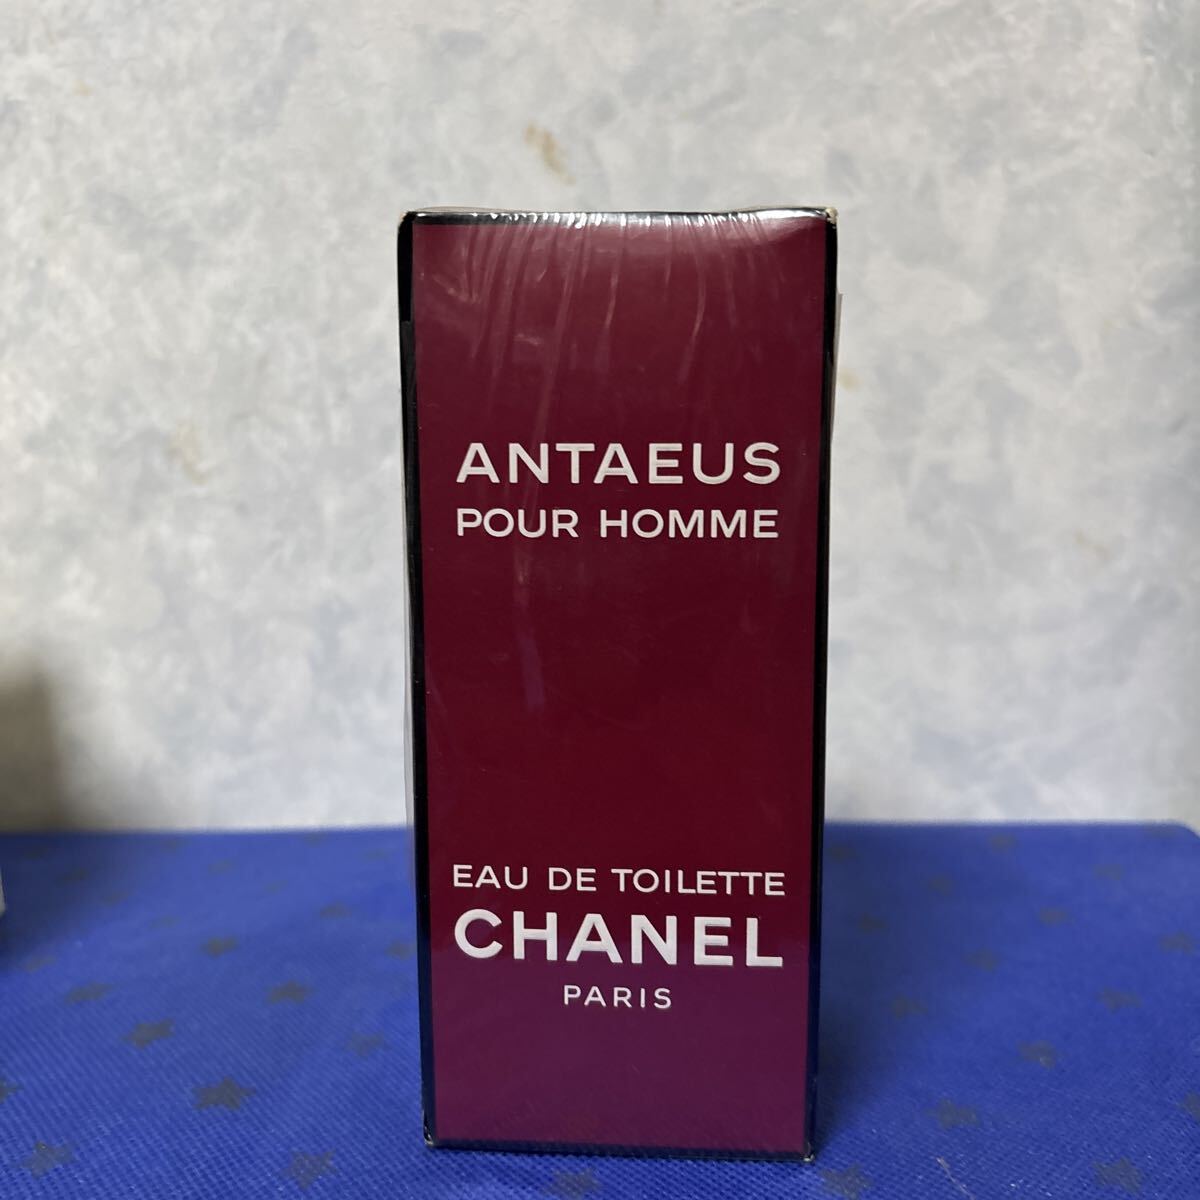 ANTAEUS
POUR HOMME
EAU DE TOILETTE
CHANEL
PARIS